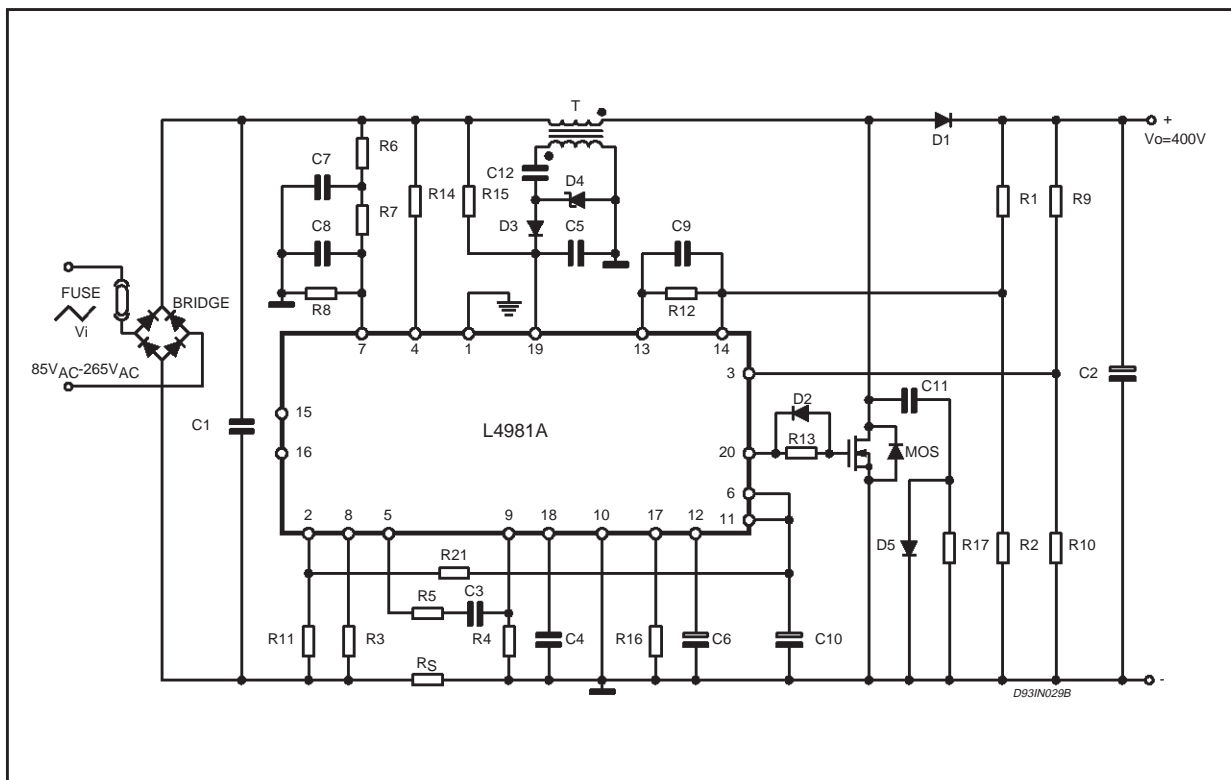 T
+
D1
Vo=400V
R6
C7
C12
D4
R14
R15
R1
R9
R7
C8
D3
C5
C9
FUSE
BRIDGE
R8
R12
Vi
7
4
1
19
13
14
85VAC-265VAC
3
C2
D2
C11
15
C1
L4981A
R13
16
20
MOS
6
2
8
5
9
18
10
17
12
11
D5
R17
R2
R10
R21
R5
C3
R11
R3
R4
C4
R16
C6
C10
RS
-
D93IN029B